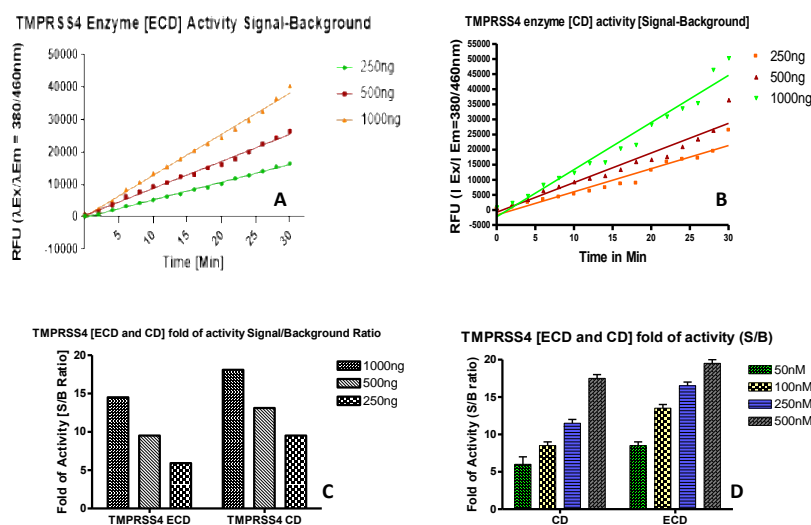 TMPRSS4 Enzyme [ECD] Activity Signal-Background
RFU (λEx/λEm = 380/460nm)
50000
40000
30000
20000
10000
0
-10000
5
10
15
20
25
30
Time [Min]
250ng
500ng
1000ng
A
TMPRSS4 enzyme [CD] activity [Signal-Background]
RFU (l Ex/l Em=380/460nm)
55000
50000
45000
40000
35000
30000
25000
20000
15000
10000
5000
0
-5000
0
5
10
15
20
25
30
Time in Min
250ng
500ng
1000ng
B
TMPRSS4 [ECD and CD] fold of activity Signal/Background Ratio
Fold of Activity [S/B Ratio]
20
15
10
5
0
TMPRSS4 ECD
TMPRSS4 CD
1000ng
500ng
250ng
C
TMPRSS4 [ECD and CD] fold of activity (S/B)
Fold of Activity (S/B ratio)
20
15
10
5
0
CD
ECD
50nM
100nM
250nM
500nM
D